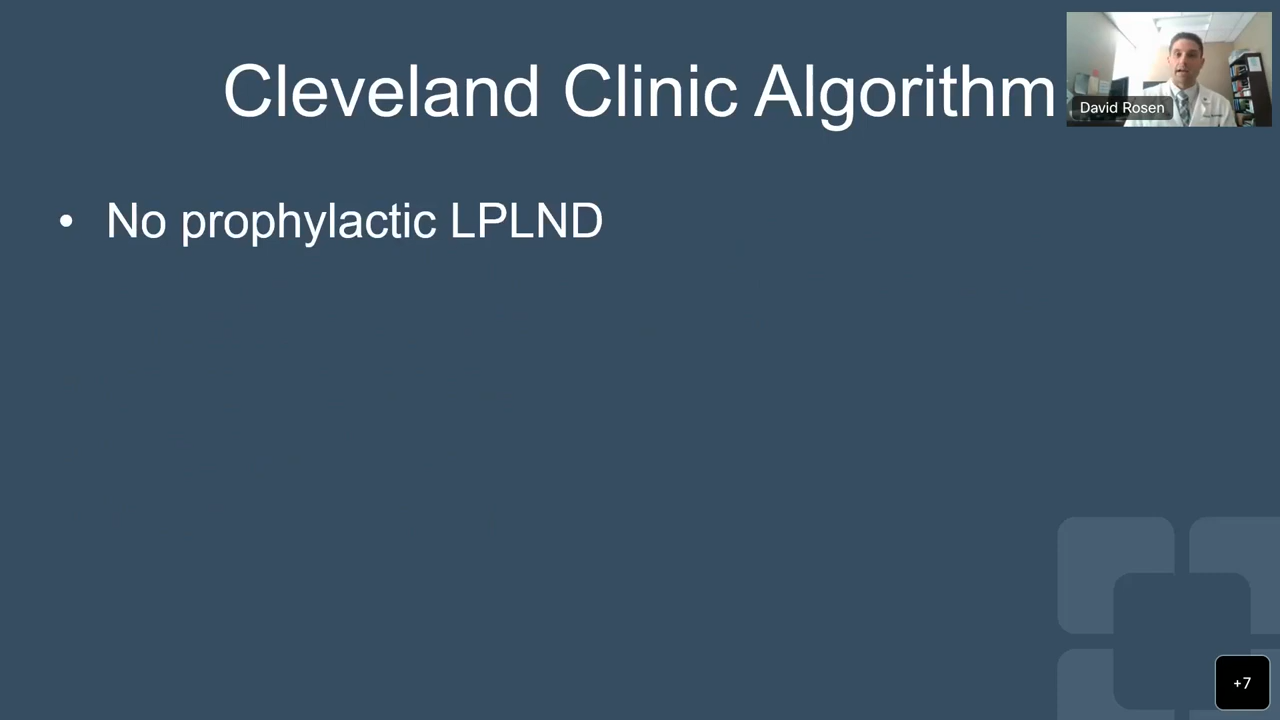 Cleveland Clinic Algorithm
David Rosen
• No prophylactic LPLND
+7